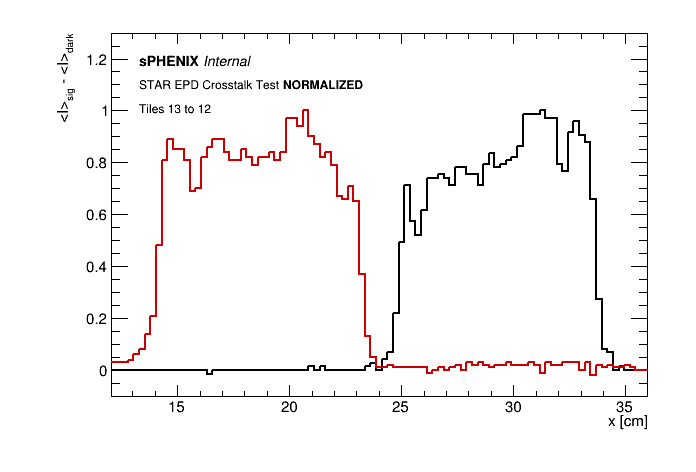 <I>sig - <I>dark
1.2
1
0.8
0.6
0.4
0.2
0
sPHENIX Internal
STAR EPD Crosstalk Test NORMALIZED
Tiles 13 to 12
15 20 25 30 35
x [cm]